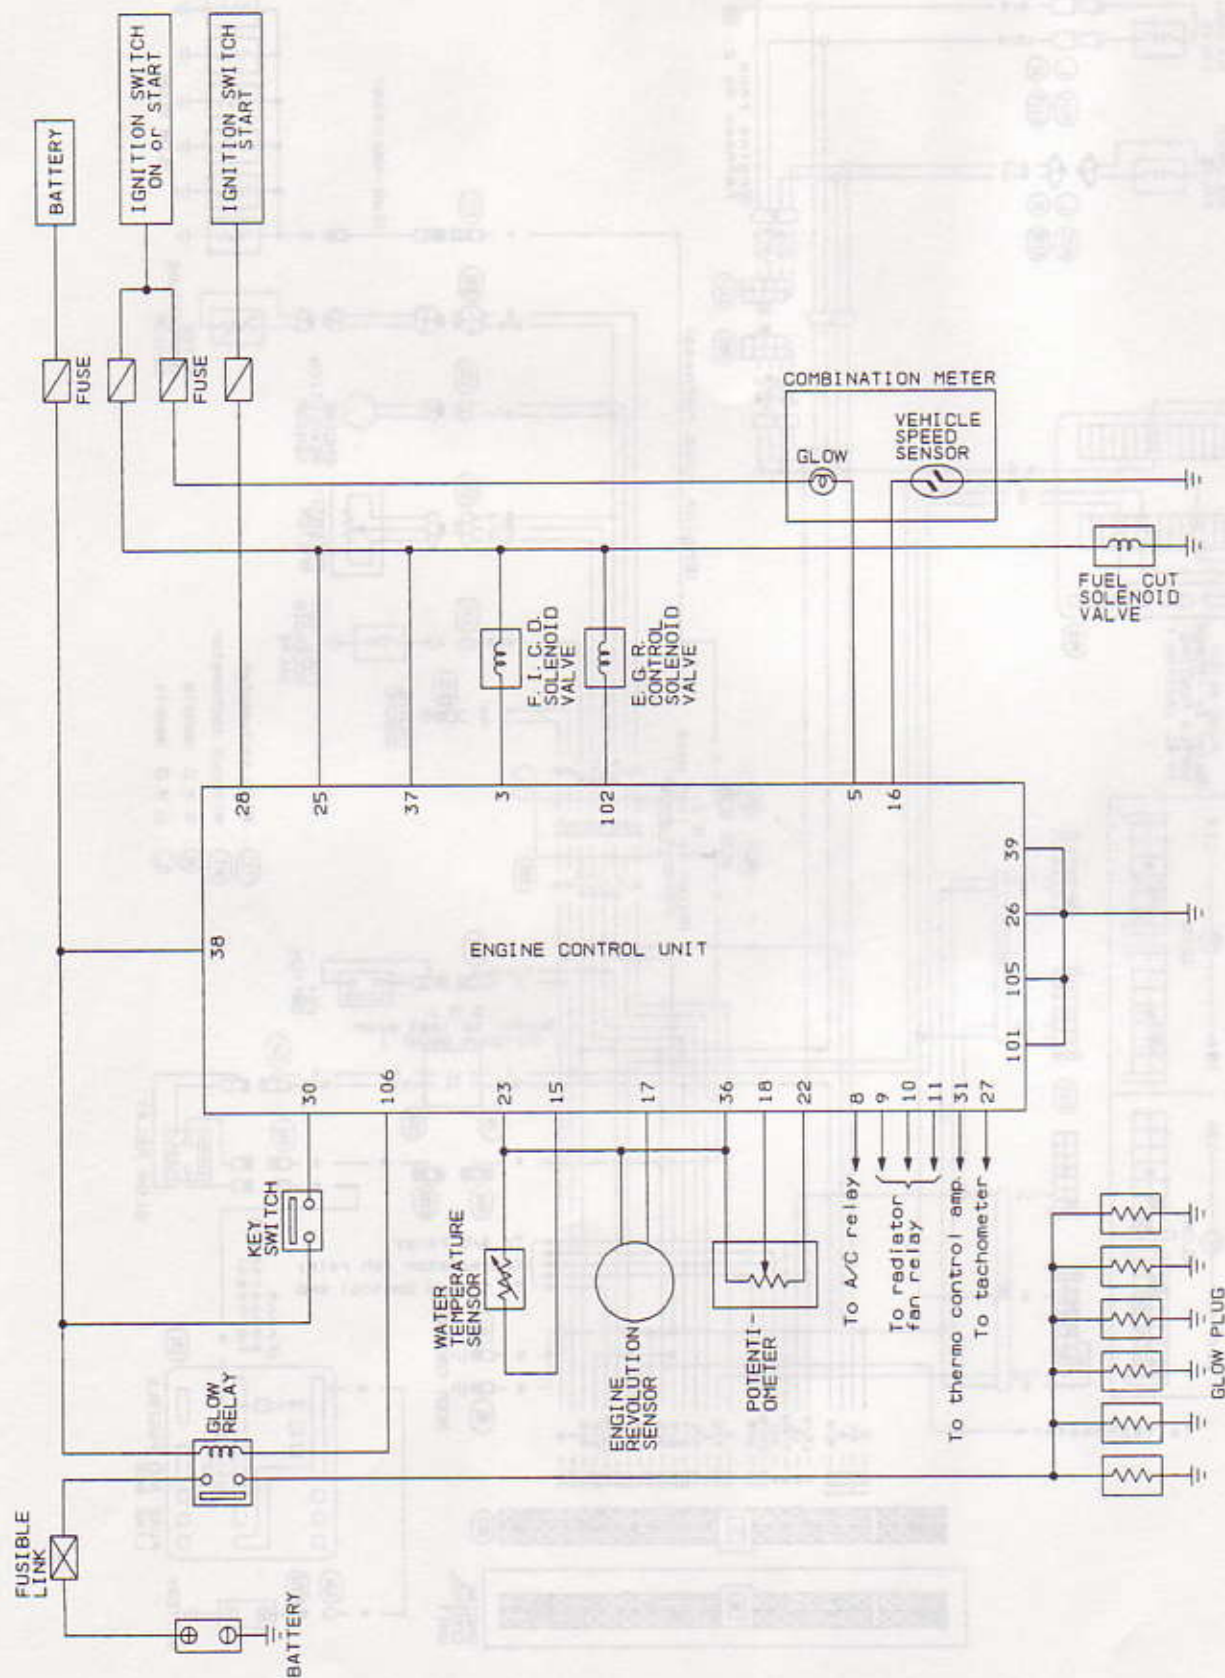 BATTERY
IGNITION SWITCH
ON or START
IGNITION SWITCH
START
FUSE
FUSE
COMBINATION METER
GLOW
VEHICLE
SPEED
SENSOR
F. I. C. D.
SOLENOID
VALVE
E. G. R.
CONTROL
SOLENOID
VALVE
FUEL CUT
SOLENOID
VALVE
28
25
37
3
102
5
16
38
ENGINE CONTROL UNIT
39
26
105
101
30
106
23
15
17
36
18
22
8
9
10
11
31
27
KEY
SWITCH
WATER
TEMPERATURE
SENSOR
ENGINE
REVOLUTION
SENSOR
POTENTI-
OMETER
To A/C relay
To radiator
fan relay
To thermo control amp.
To tachometer
GLOW
RELAY
GLOW PLUG
FUSIBLE
LINK
BATTERY